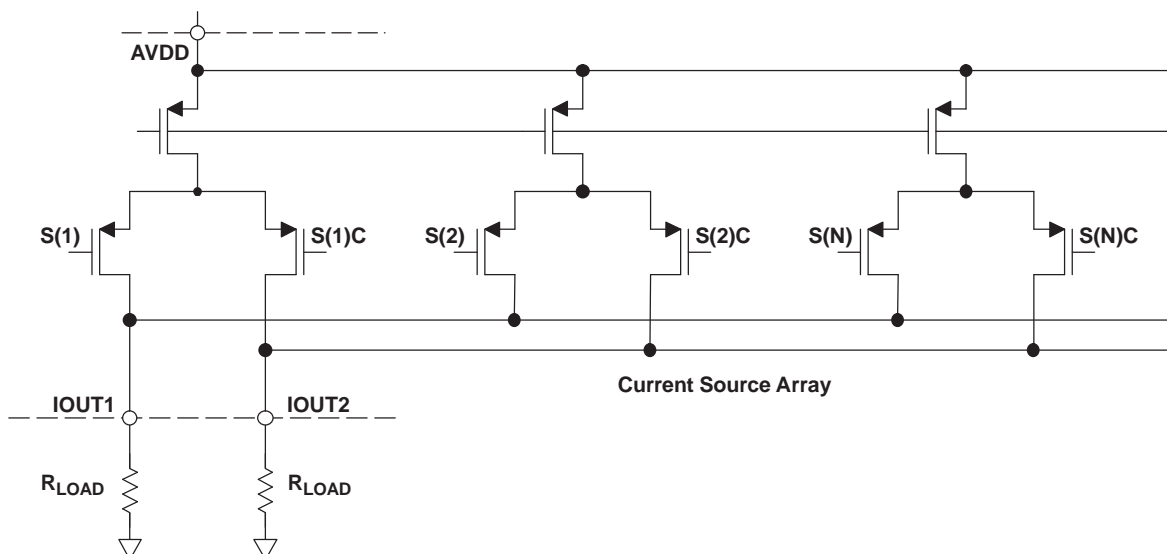 AVDD
S(1)
S(1)C
S(2)
S(2)C
S(N)
S(N)C
Current Source Array
IOUT1
IOUT2
RLOAD
RLOAD